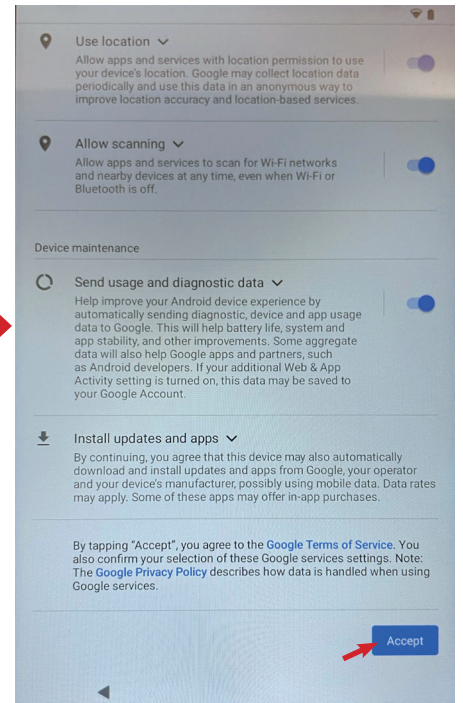 Use location
Allow apps and services with location permission to use
your device's location. Google may collect location data
periodically and use this data in an anonymous way to
improve location accuracy and location-based services.
Allow scanning
Allow apps and services to scan for Wi-Fi networks
and nearby devices at any time, even when Wi-Fi or
Bluetooth is off.
Device maintenance
Send usage and diagnostic data
Help improve your Android device experience by
automatically sending diagnostic, device and app usage
data to Google. This will help battery life, system and
app stability, and other improvements. Some aggregate
data will also help Google apps and partners, such
as Android developers. If your additional Web & App
Activity setting is turned on, this data may be saved to
your Google Account.
Install updates and apps
By continuing, you agree that this device may also automatically
download and install updates and apps from Google, your operator
and your device's manufacturer, possibly using mobile data. Data rates
may apply. Some of these apps may offer in-app purchases.
By tapping “Accept”, you agree to the Google Terms of Service. You
also confirm your selection of these Google services settings. Note:
The Google Privacy Policy describes how data is handled when using
Google services.
Accept